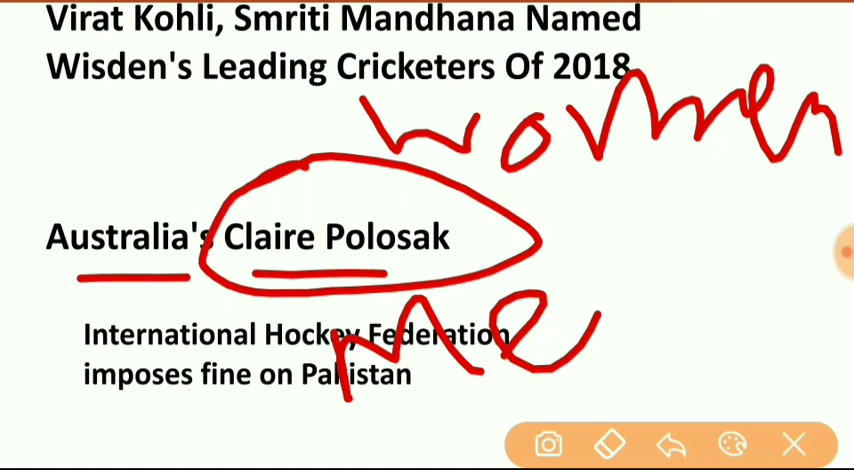 Virat Kohli, Smriti Mandhana Named
Wisden's Leading Cricketers Of 2018
women
Australia's Claire Polosak
Me
International Hockey Federation
imposes fine on Pakistan